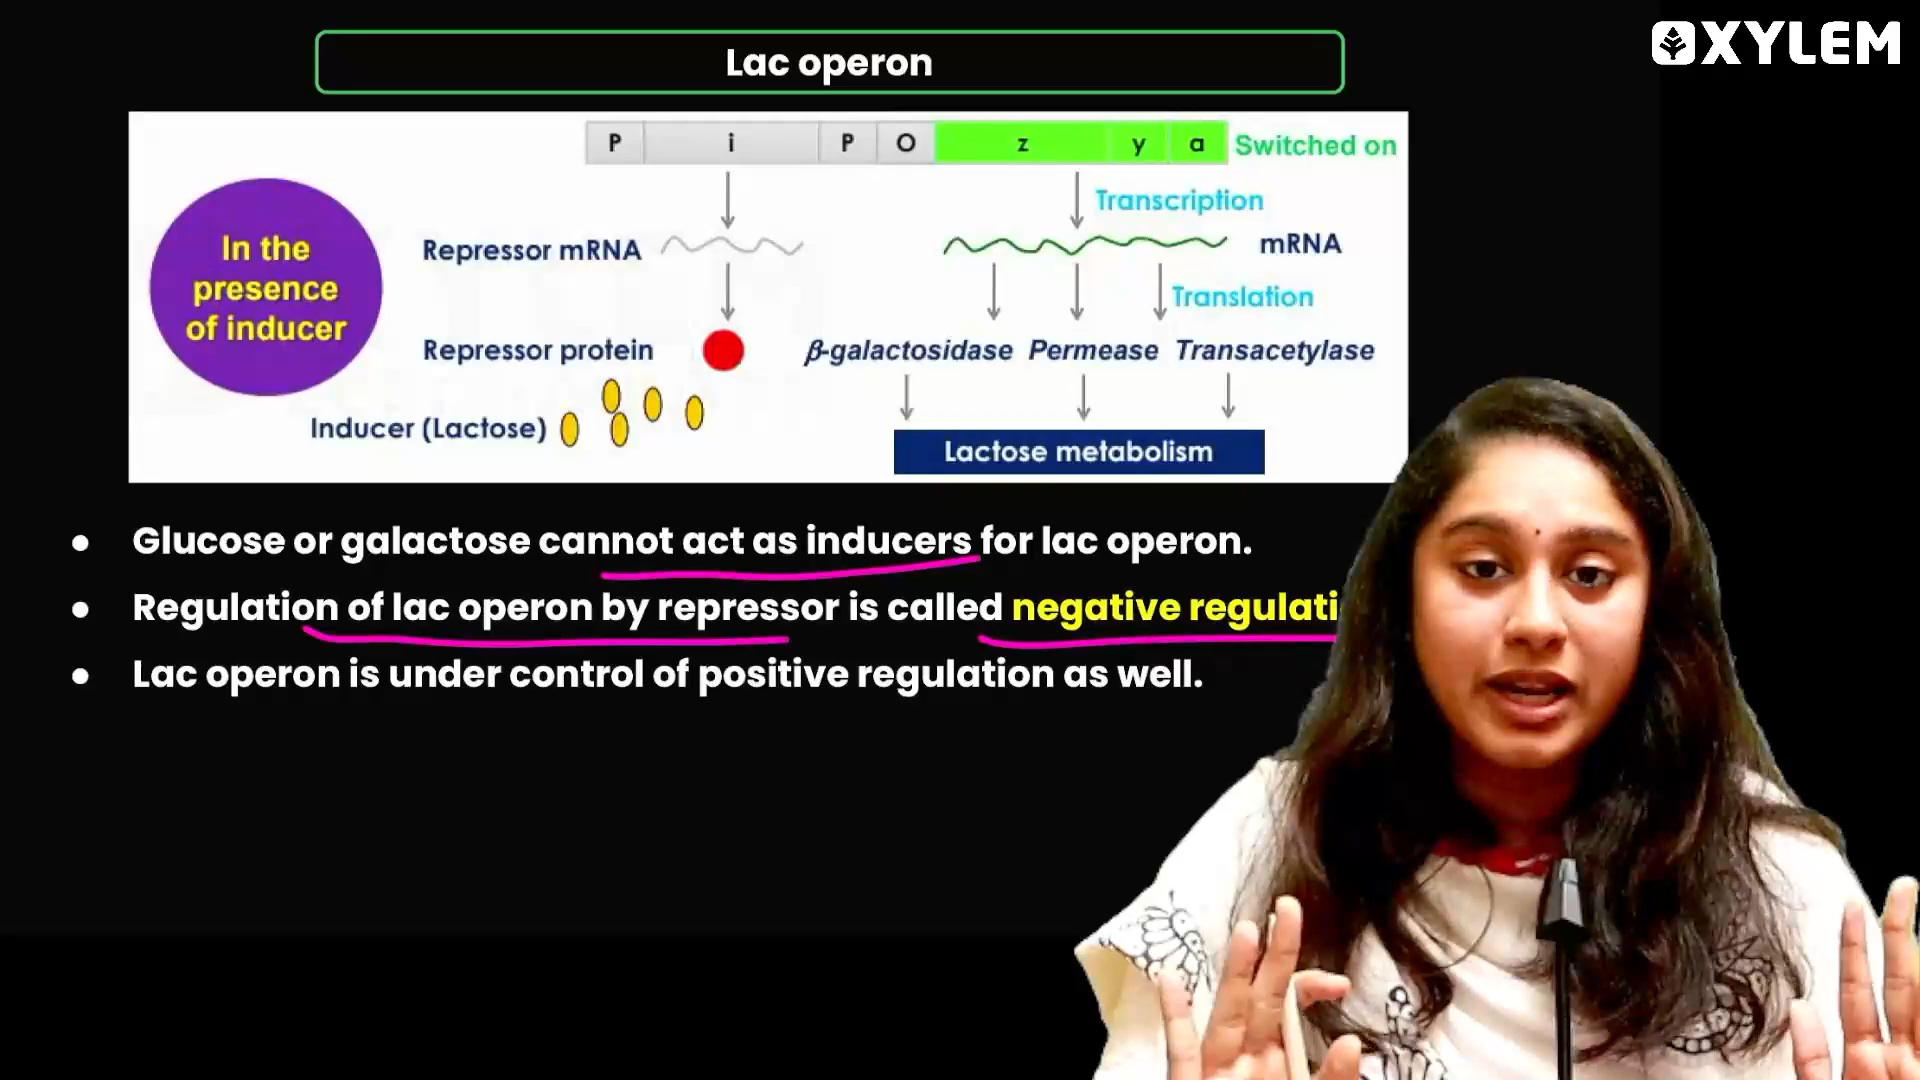 XYLEM
Lac operon
P i P O z y a Switched on
Transcription
In the
presence
of inducer
Repressor mRNA
mRNA
Translation
Repressor protein
β-galactosidase Permease Transacetylase
Inducer (Lactose)
Lactose metabolism
• Glucose or galactose cannot act as inducers for lac operon.
• Regulation of lac operon by repressor is called negative regulati
• Lac operon is under control of positive regulation as well.